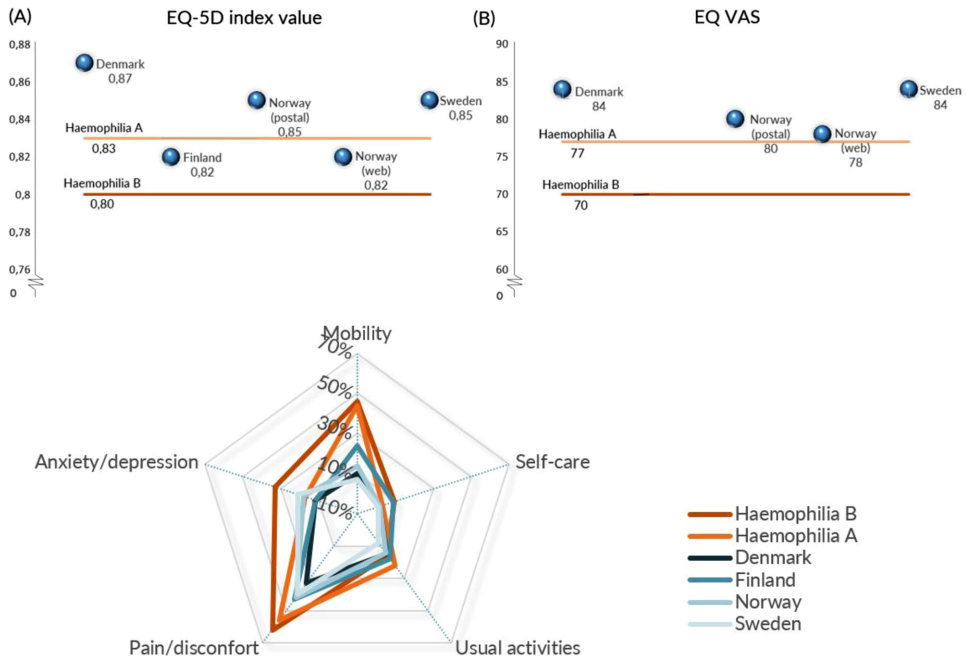 (A)
EQ-5D index value
0,88
0,86
0,84
0,82
0,8
0,78
0,76
0
Denmark
0,87
Norway
(postal)
0,85
Sweden
0,85
Haemophilia A
0,83
Finland
0,82
Norway
(web)
0,82
Haemophilia B
0,80
(B)
EQ VAS
90
85
80
75
70
65
60
0
Denmark
84
Sweden
84
Norway
(postal)
80
Norway
(web)
78
Haemophilia A
77
Haemophilia B
70
Mobility
70%
50%
30%
10%
-10%
Anxiety/depression
Self-care
Pain/disconfort
Usual activities
Haemophilia B
Haemophilia A
Denmark
Finland
Norway
Sweden